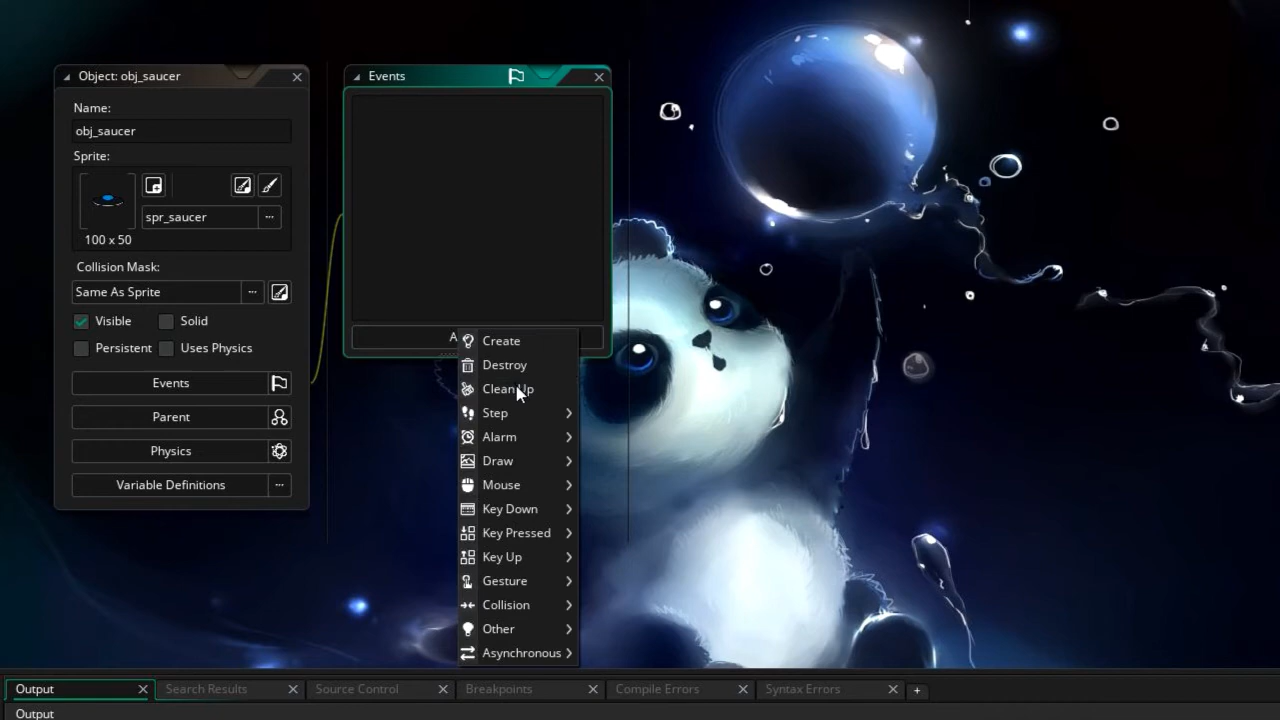 Object: obj_saucer
Name:
obj_saucer
Sprite:
spr_saucer
...
100 x 50
Collision Mask:
Same As Sprite
...
Visible
Solid
Persistent
Uses Physics
Events
Parent
Physics
Variable Definitions
...
Events
A
Create
Destroy
Clean Up
Step
Alarm
Draw
Mouse
Key Down
Key Pressed
Key Up
Gesture
Collision
Other
Asynchronous
Output
Search Results
Source Control
Breakpoints
Compile Errors
Syntax Errors
+
Output